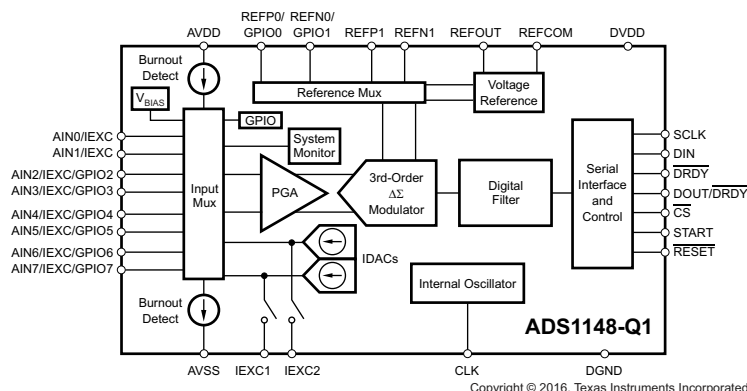 REFP0/ REFN0/
AVDD GPIO0 GPIO1 REFP1 REFN1 REFOUT REFCOM DVDD
Burnout
Detect
VBIAS
Reference Mux
Voltage
Reference
GPIO
System
Monitor
AIN0/IEXC
AIN1/IEXC
AIN2/IEXC/GPIO2
AIN3/IEXC/GPIO3
AIN4/IEXC/GPIO4
AIN5/IEXC/GPIO5
AIN6/IEXC/GPIO6
AIN7/IEXC/GPIO7
Input
Mux
PGA
3rd-Order
ΔΣ
Modulator
Digital
Filter
Serial
Interface
and
Control
SCLK
DIN
DRDY
DOUT/DRDY
CS
START
RESET
IDACs
Internal Oscillator
Burnout
Detect
ADS1148-Q1
AVSS IEXC1 IEXC2 CLK DGND
Copyright © 2016, Texas Instruments Incorporated